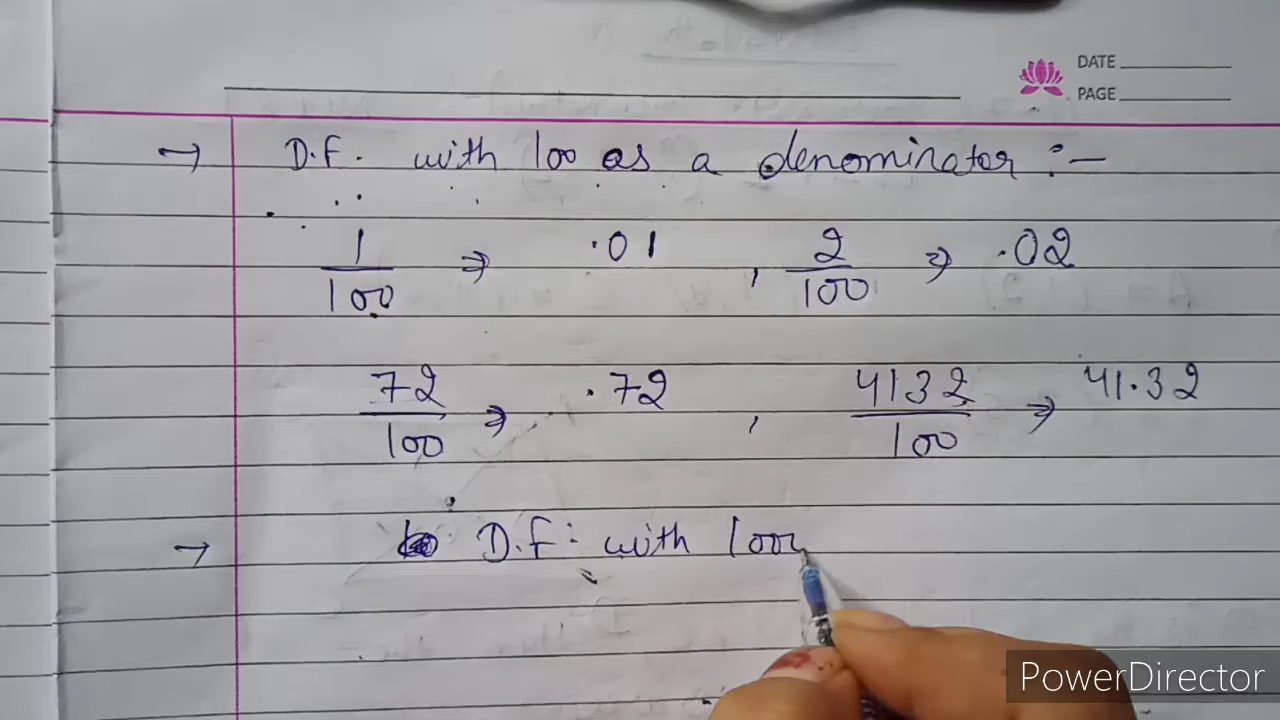 DATE
PAGE
→ D.F. with 100 as a denominator :-
1/100 ⇒ .01 , 2/100 ⇒ .02
72/100 ⇒ .72 , 4132/100 ⇒ 41.32
→ D.F. with 100
PowerDirector